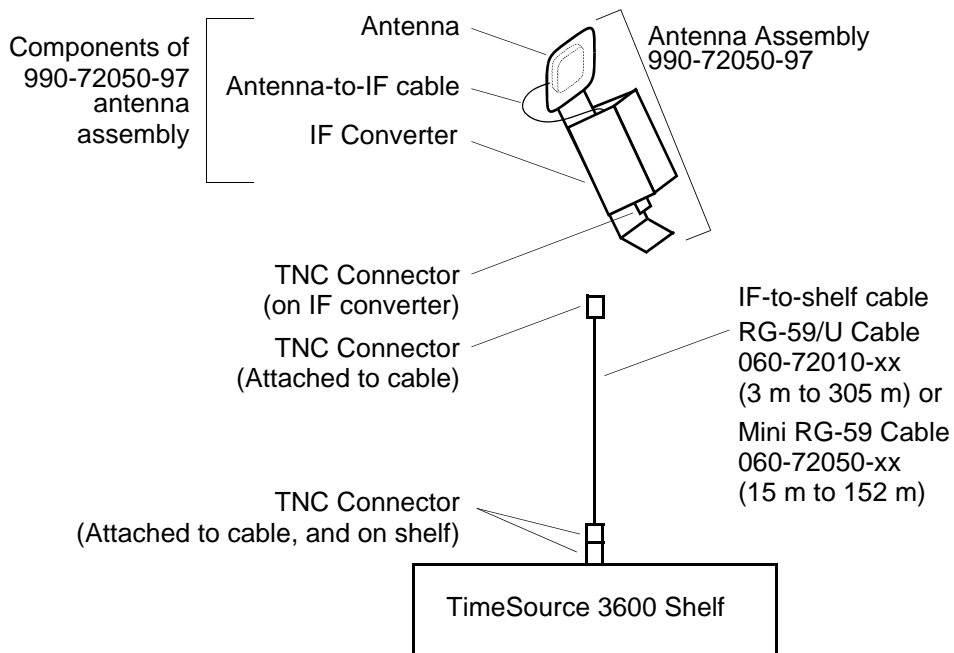 Components of
990-72050-97
antenna
assembly
Antenna
Antenna-to-IF cable
IF Converter
Antenna Assembly
990-72050-97
TNC Connector
(on IF converter)
TNC Connector
(Attached to cable)
IF-to-shelf cable
RG-59/U Cable
060-72010-xx
(3 m to 305 m) or
Mini RG-59 Cable
060-72050-xx
(15 m to 152 m)
TNC Connector
(Attached to cable, and on shelf)
TimeSource 3600 Shelf